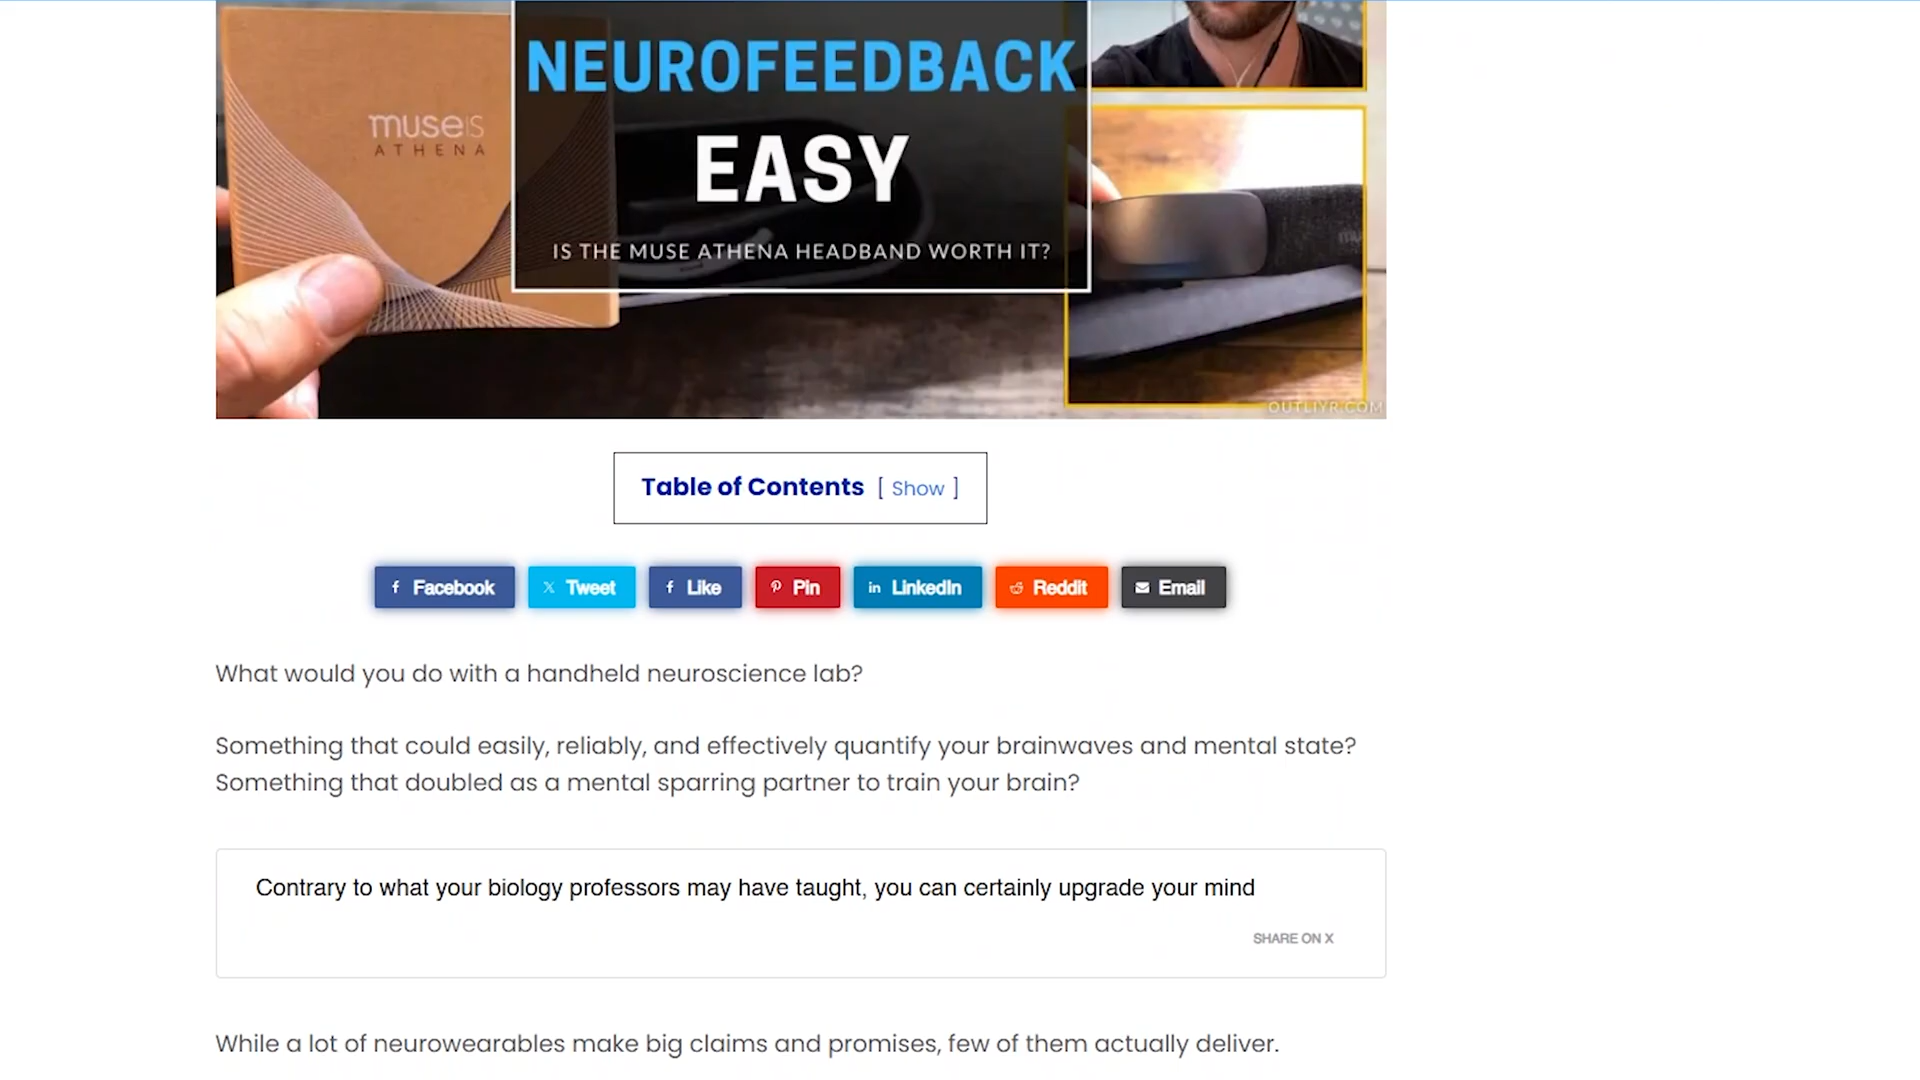 NEUROFEEDBACK
EASY
IS THE MUSE ATHENA HEADBAND WORTH IT?
museIS
ATHENA
OUTLIYR.COM
Table of Contents [ Show ]
Facebook Tweet Like Pin LinkedIn Reddit Email
What would you do with a handheld neuroscience lab?
Something that could easily, reliably, and effectively quantify your brainwaves and mental state?
Something that doubled as a mental sparring partner to train your brain?
Contrary to what your biology professors may have taught, you can certainly upgrade your mind
SHARE ON X
While a lot of neurowearables make big claims and promises, few of them actually deliver.